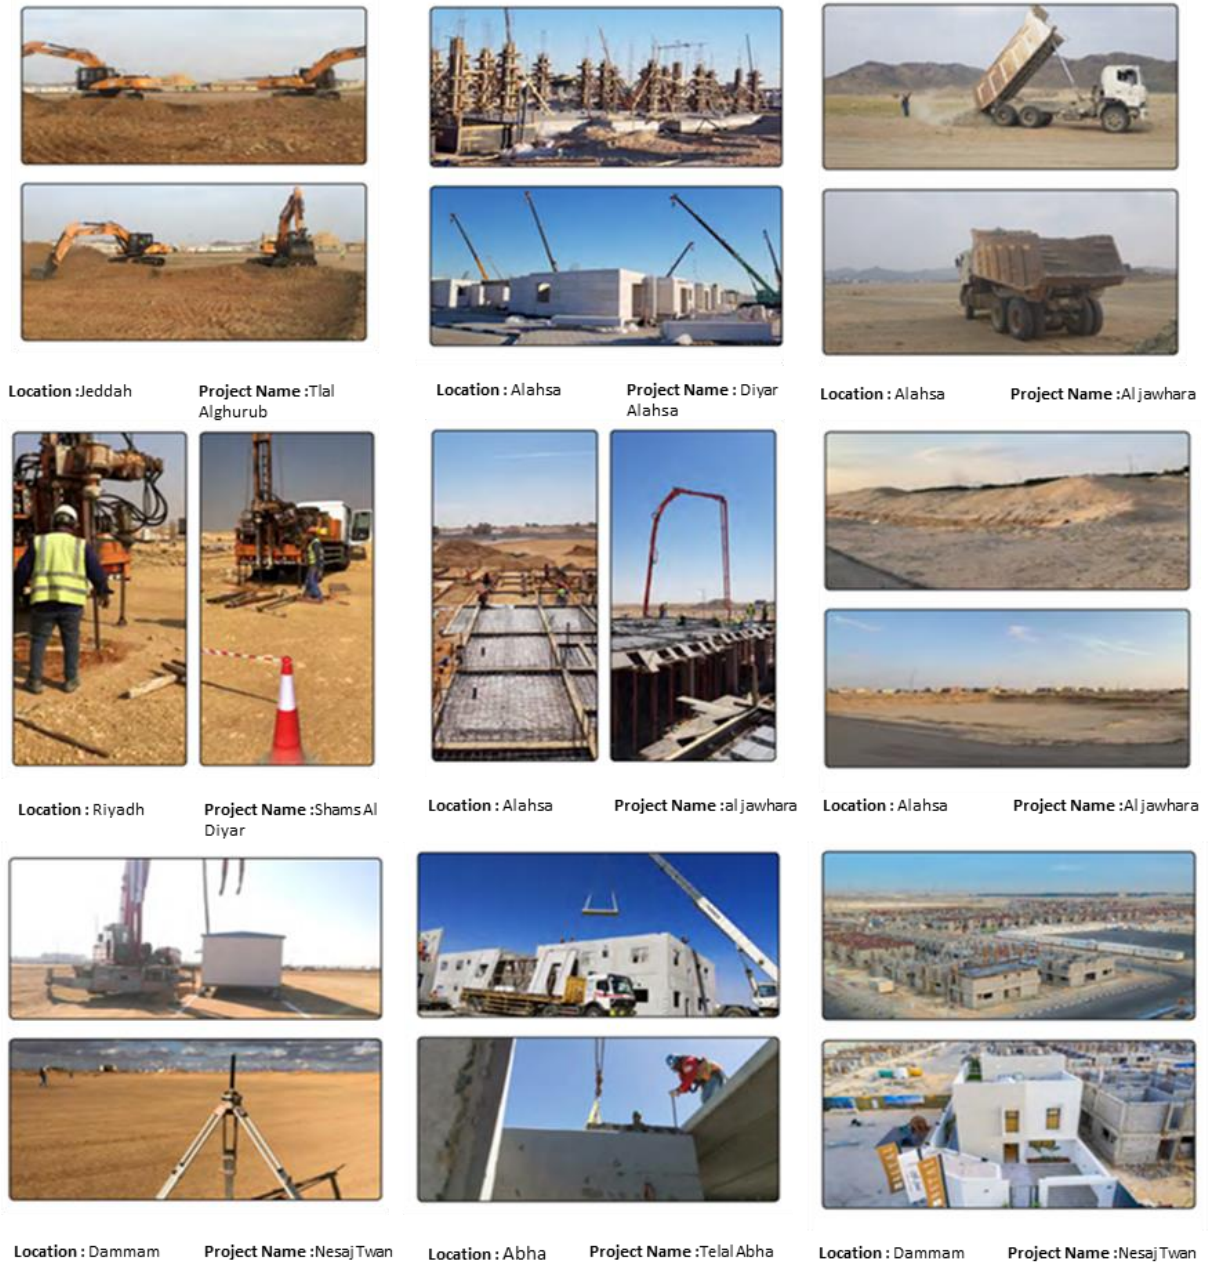 Location :Jeddah
Project Name :Tlal
Alghurub
Location : Alahsa
Project Name : Diyar
Alahsa
Location : Alahsa
Project Name :Al jawhara
Location : Riyadh
Project Name :Shams Al
Diyar
Location : Alahsa
Project Name :al jawhara
Location : Alahsa
Project Name :Al jawhara
Location : Dammam
Project Name :Nesaj Twan
Location : Abha
Project Name :Telal Abha
Location : Dammam
Project Name :Nesaj Twan